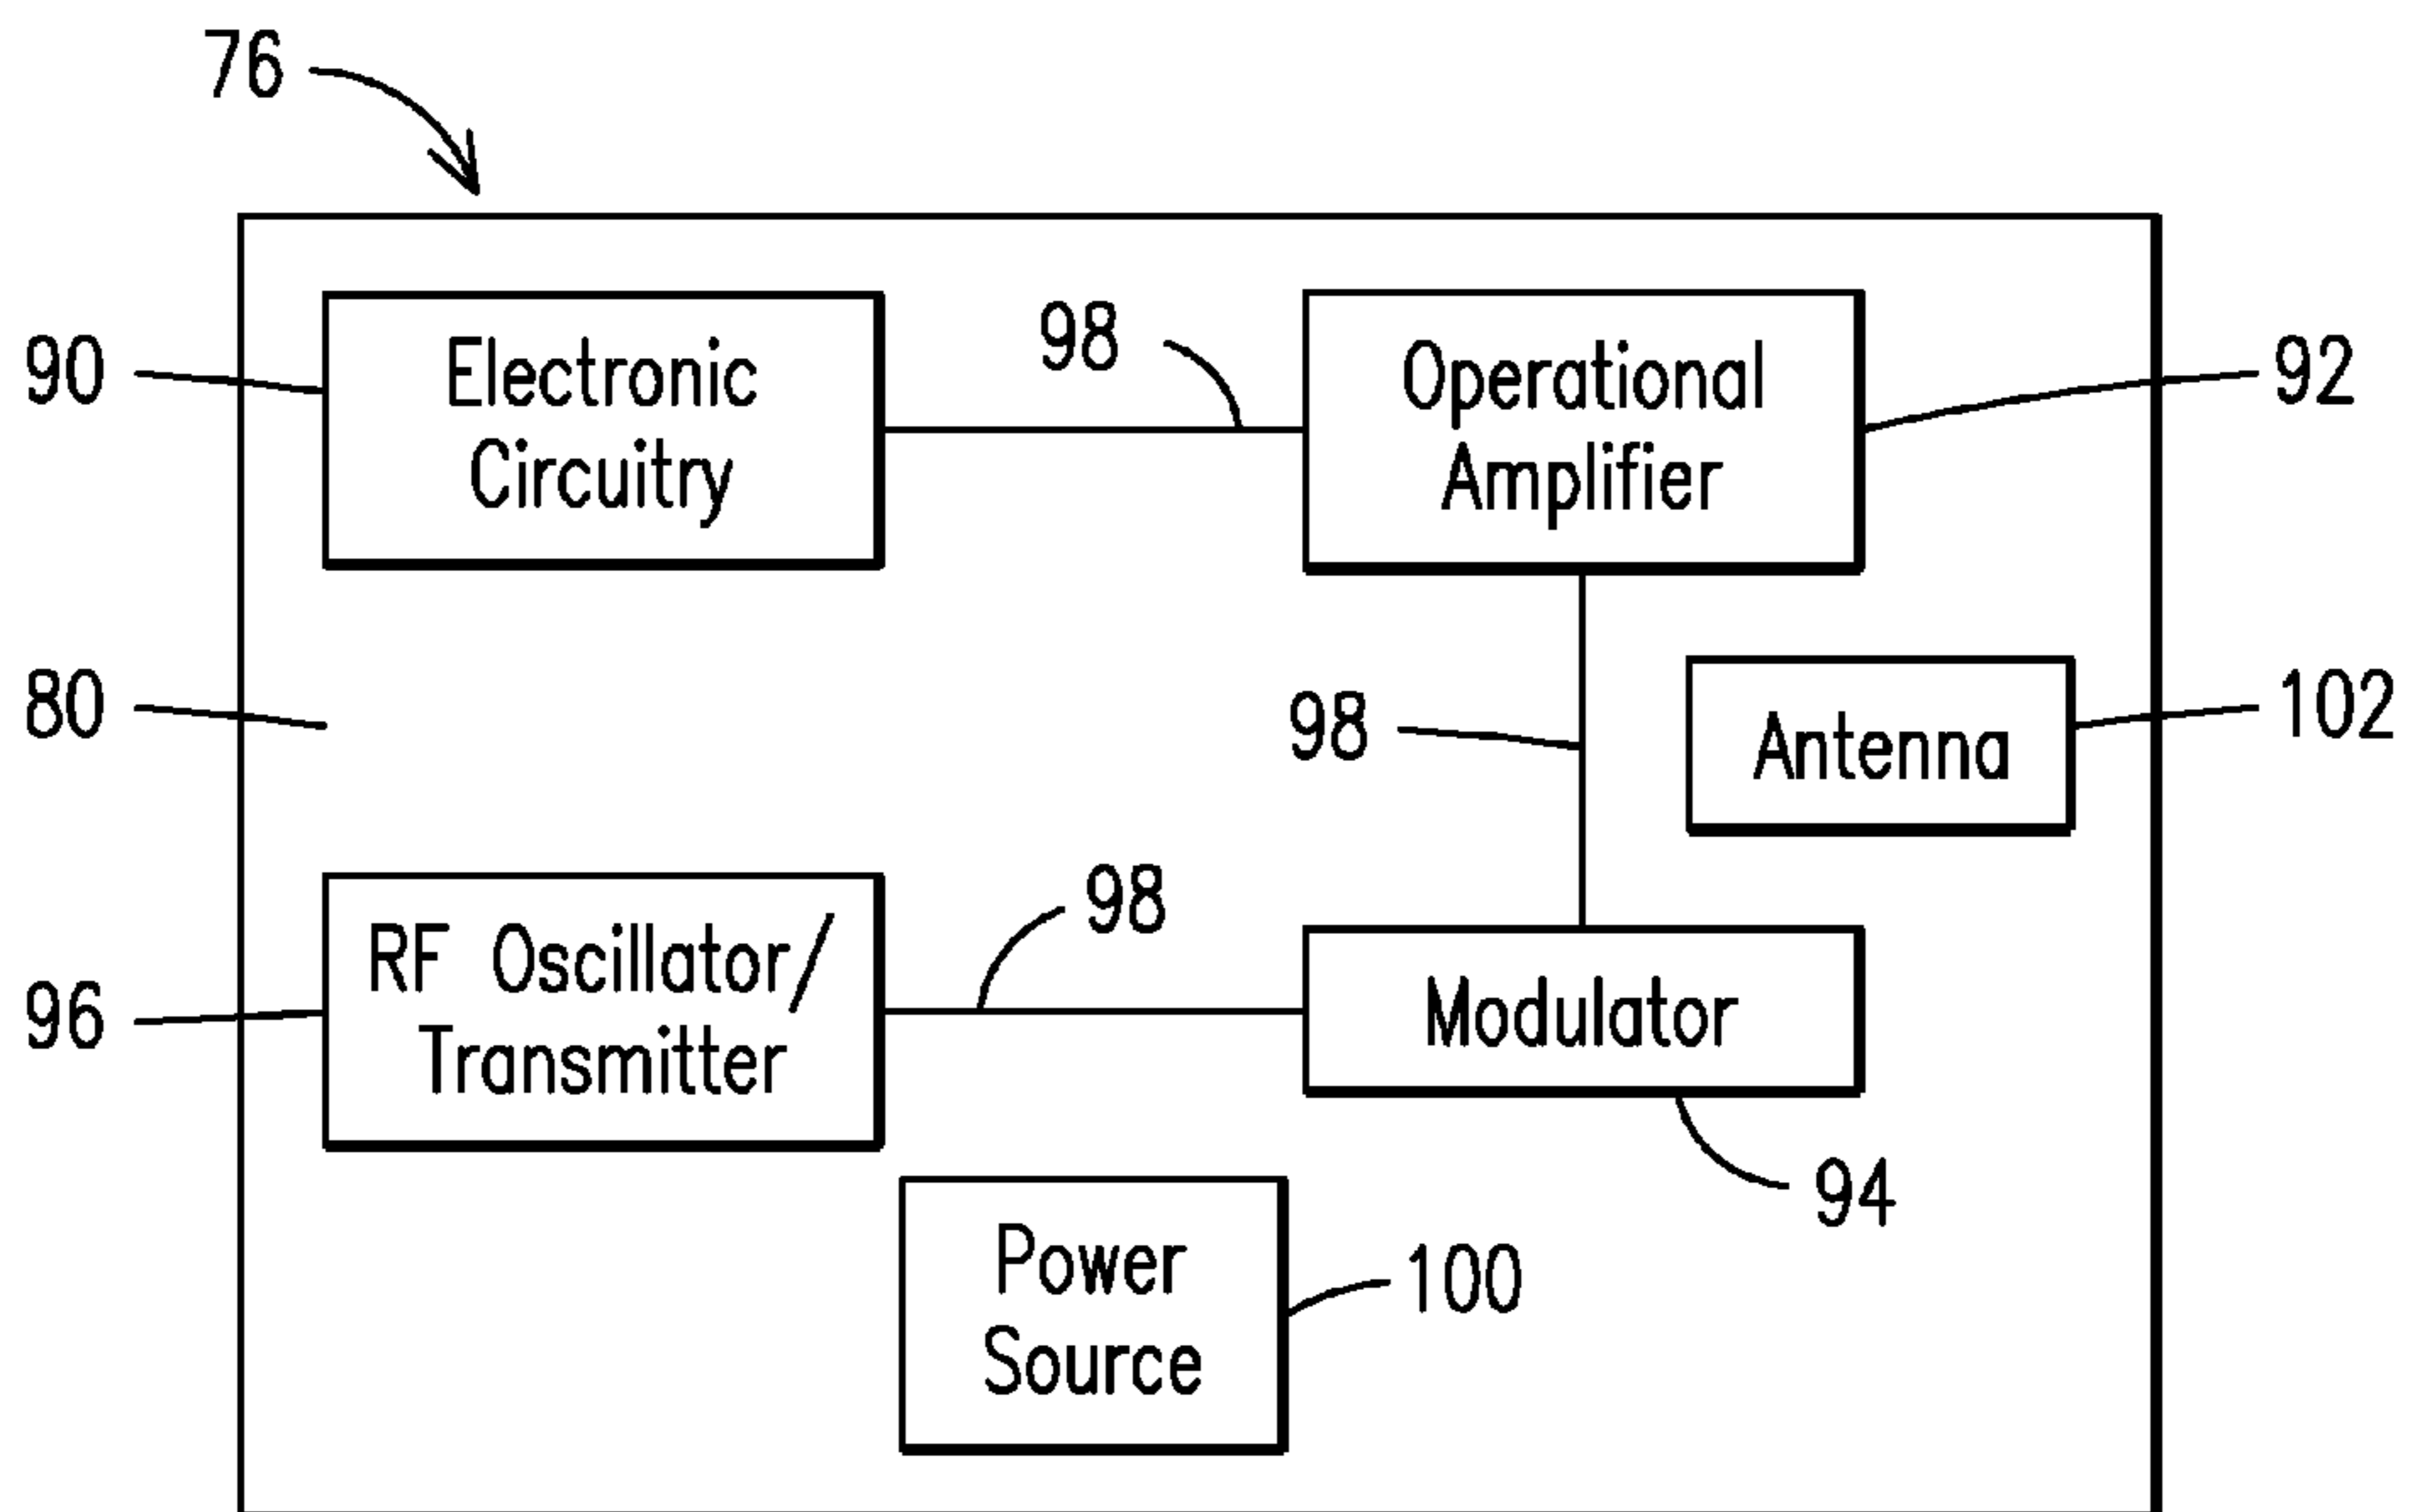 76
90
Electronic
Circuitry
98
Operational
Amplifier
92
80
98
Antenna
102
96
RF Oscillator/
Transmitter
98
Modulator
94
Power
Source
100